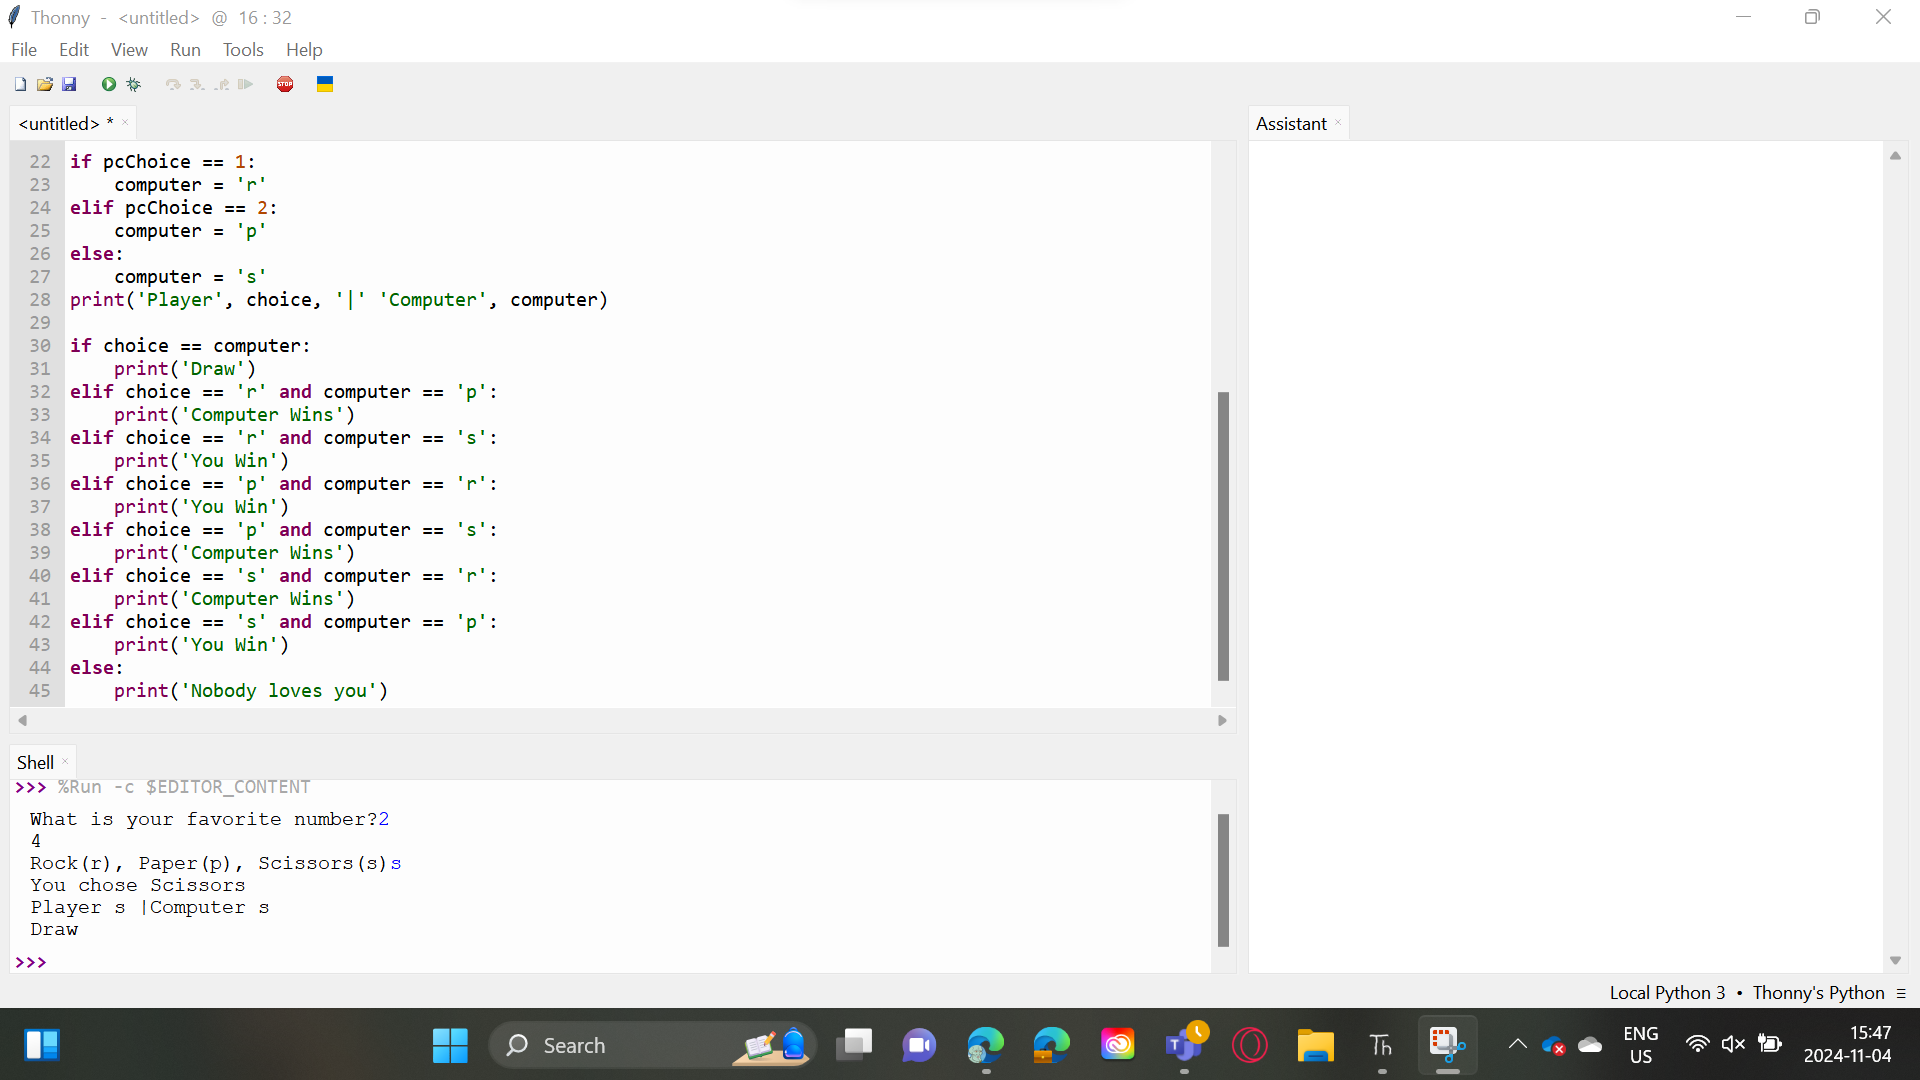 Thonny - <untitled> @ 16 : 32
File Edit View Run Tools Help
STOP
<untitled> * ×
Assistant ×
22 if pcChoice == 1:
23     computer = 'r'
24 elif pcChoice == 2:
25     computer = 'p'
26 else:
27     computer = 's'
28 print('Player', choice, '|' 'Computer', computer)
29
30 if choice == computer:
31     print('Draw')
32 elif choice == 'r' and computer == 'p':
33     print('Computer Wins')
34 elif choice == 'r' and computer == 's':
35     print('You Win')
36 elif choice == 'p' and computer == 'r':
37     print('You Win')
38 elif choice == 'p' and computer == 's':
39     print('Computer Wins')
40 elif choice == 's' and computer == 'r':
41     print('Computer Wins')
42 elif choice == 's' and computer == 'p':
43     print('You Win')
44 else:
45     print('Nobody loves you')
Shell ×
>>> %Run -c $EDITOR_CONTENT
What is your favorite number?2
4
Rock(r), Paper(p), Scissors(s)s
You chose Scissors
Player s |Computer s
Draw
>>>
Local Python 3 • Thonny's Python ≡
Search
Th
ENG
US
15:47
2024-11-04